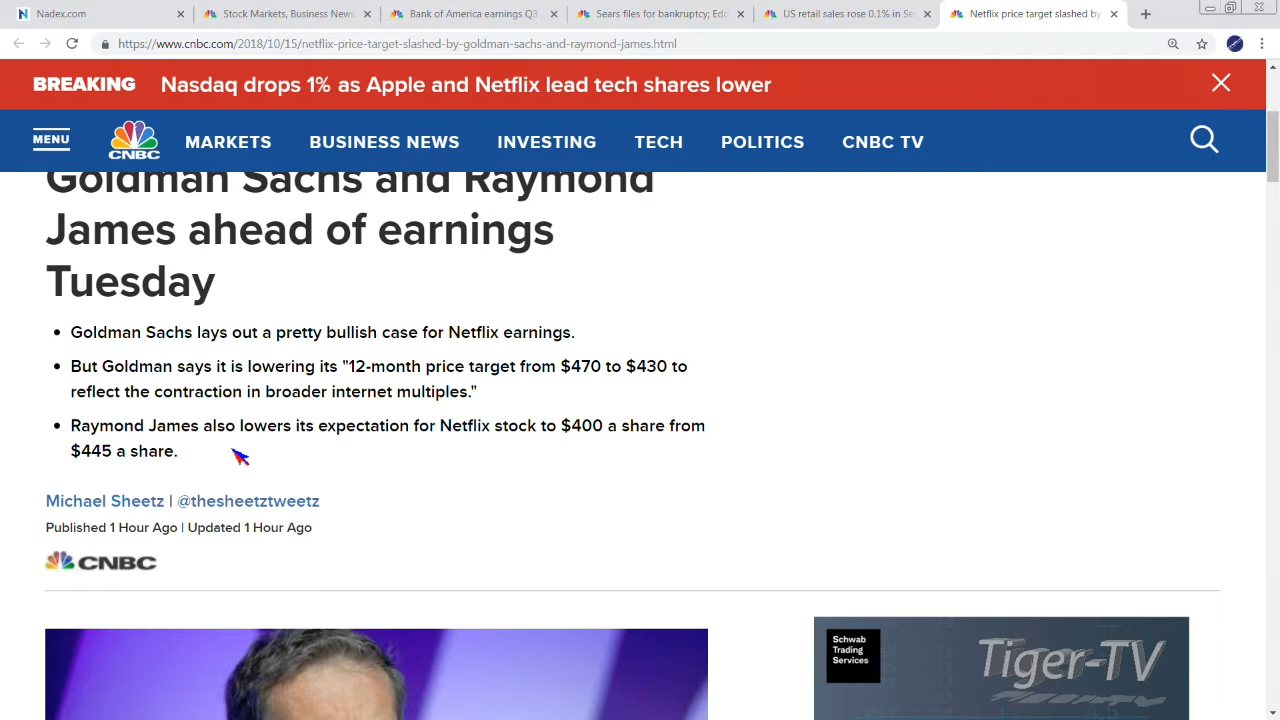 Nadex.com
Stock Markets, Business News,
Bank of America earnings Q3
Sears files for bankruptcy; Edd
US retail sales rose 0.1% in Se
Netflix price target slashed by
https://www.cnbc.com/2018/10/15/netflix-price-target-slashed-by-goldman-sachs-and-raymond-james.html
BREAKING Nasdaq drops 1% as Apple and Netflix lead tech shares lower
MENU
CNBC
MARKETS
BUSINESS NEWS
INVESTING
TECH
POLITICS
CNBC TV
Goldman Sachs and Raymond
James ahead of earnings
Tuesday
• Goldman Sachs lays out a pretty bullish case for Netflix earnings.
• But Goldman says it is lowering its "12-month price target from $470 to $430 to
reflect the contraction in broader internet multiples."
• Raymond James also lowers its expectation for Netflix stock to $400 a share from
$445 a share.
Michael Sheetz | @thesheetztweetz
Published 1 Hour Ago | Updated 1 Hour Ago
CNBC
Schwab
Trading
Services
Tiger-TV